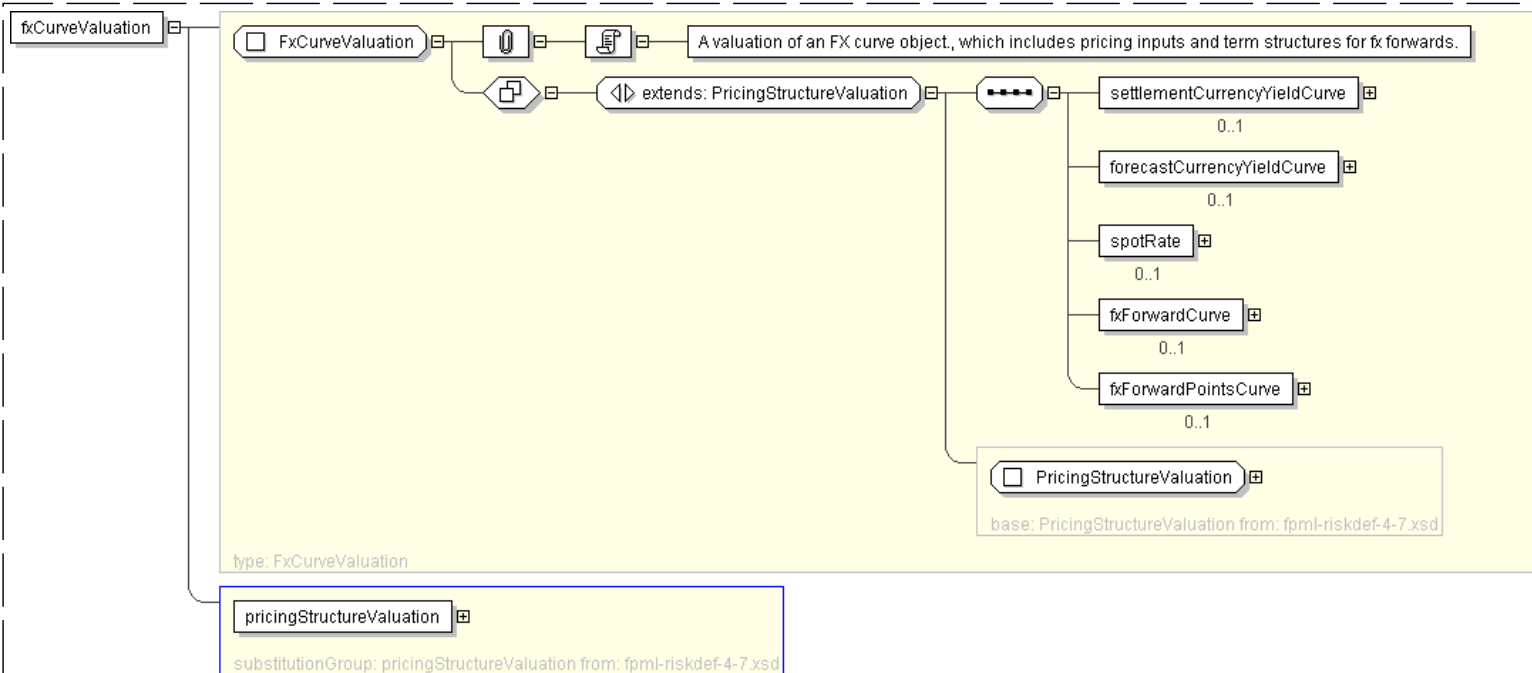 fxCurveValuation
FxCurveValuation
A valuation of an FX curve object., which includes pricing inputs and term structures for fx forwards.
extends: PricingStructureValuation
settlementCurrencyYieldCurve
0..1
forecastCurrencyYieldCurve
0..1
spotRate
0..1
fxForwardCurve
0..1
fxForwardPointsCurve
0..1
PricingStructureValuation
base: PricingStructureValuation from: fpml-riskdef-4-7.xsd
type: FxCurveValuation
pricingStructureValuation
substitutionGroup: pricingStructureValuation from: fpml-riskdef-4-7.xsd